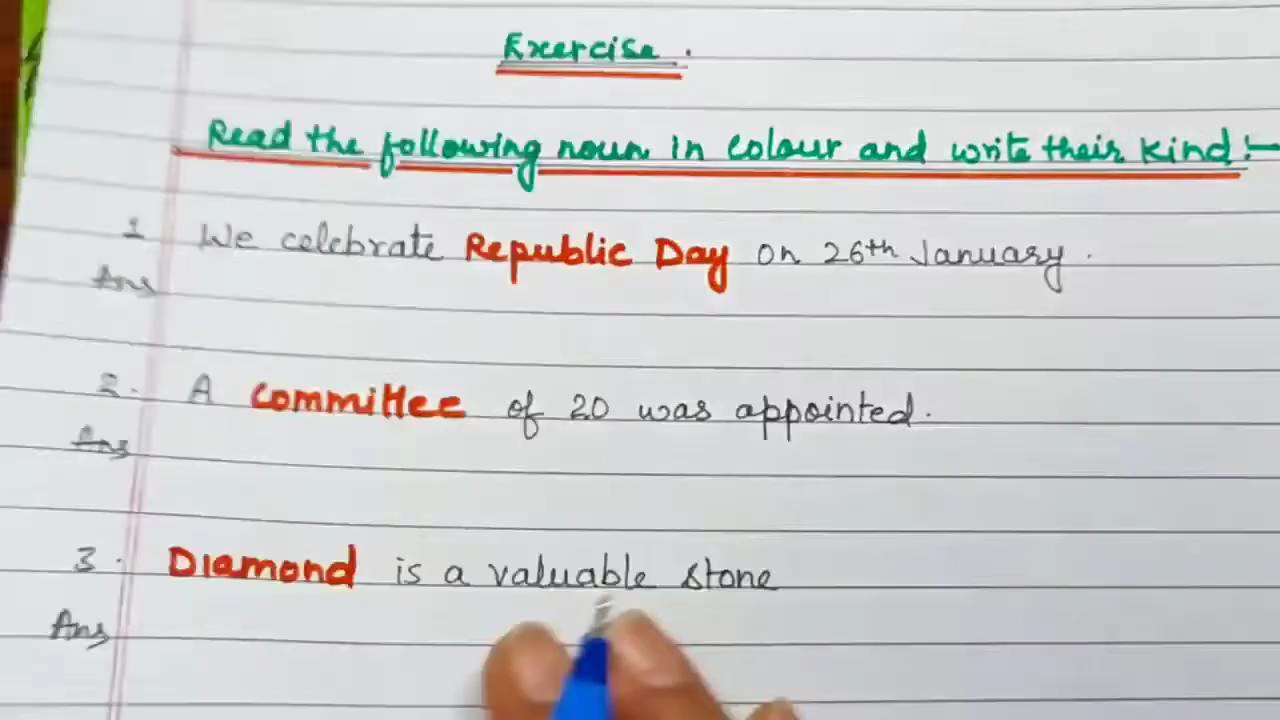 Exercise.
Read the following noun in colour and write their kind:-
1 We celebrate Republic Day on 26th January.
Ans
2. A committee of 20 was appointed.
Ans
3. Diamond is a valuable stone
Ans